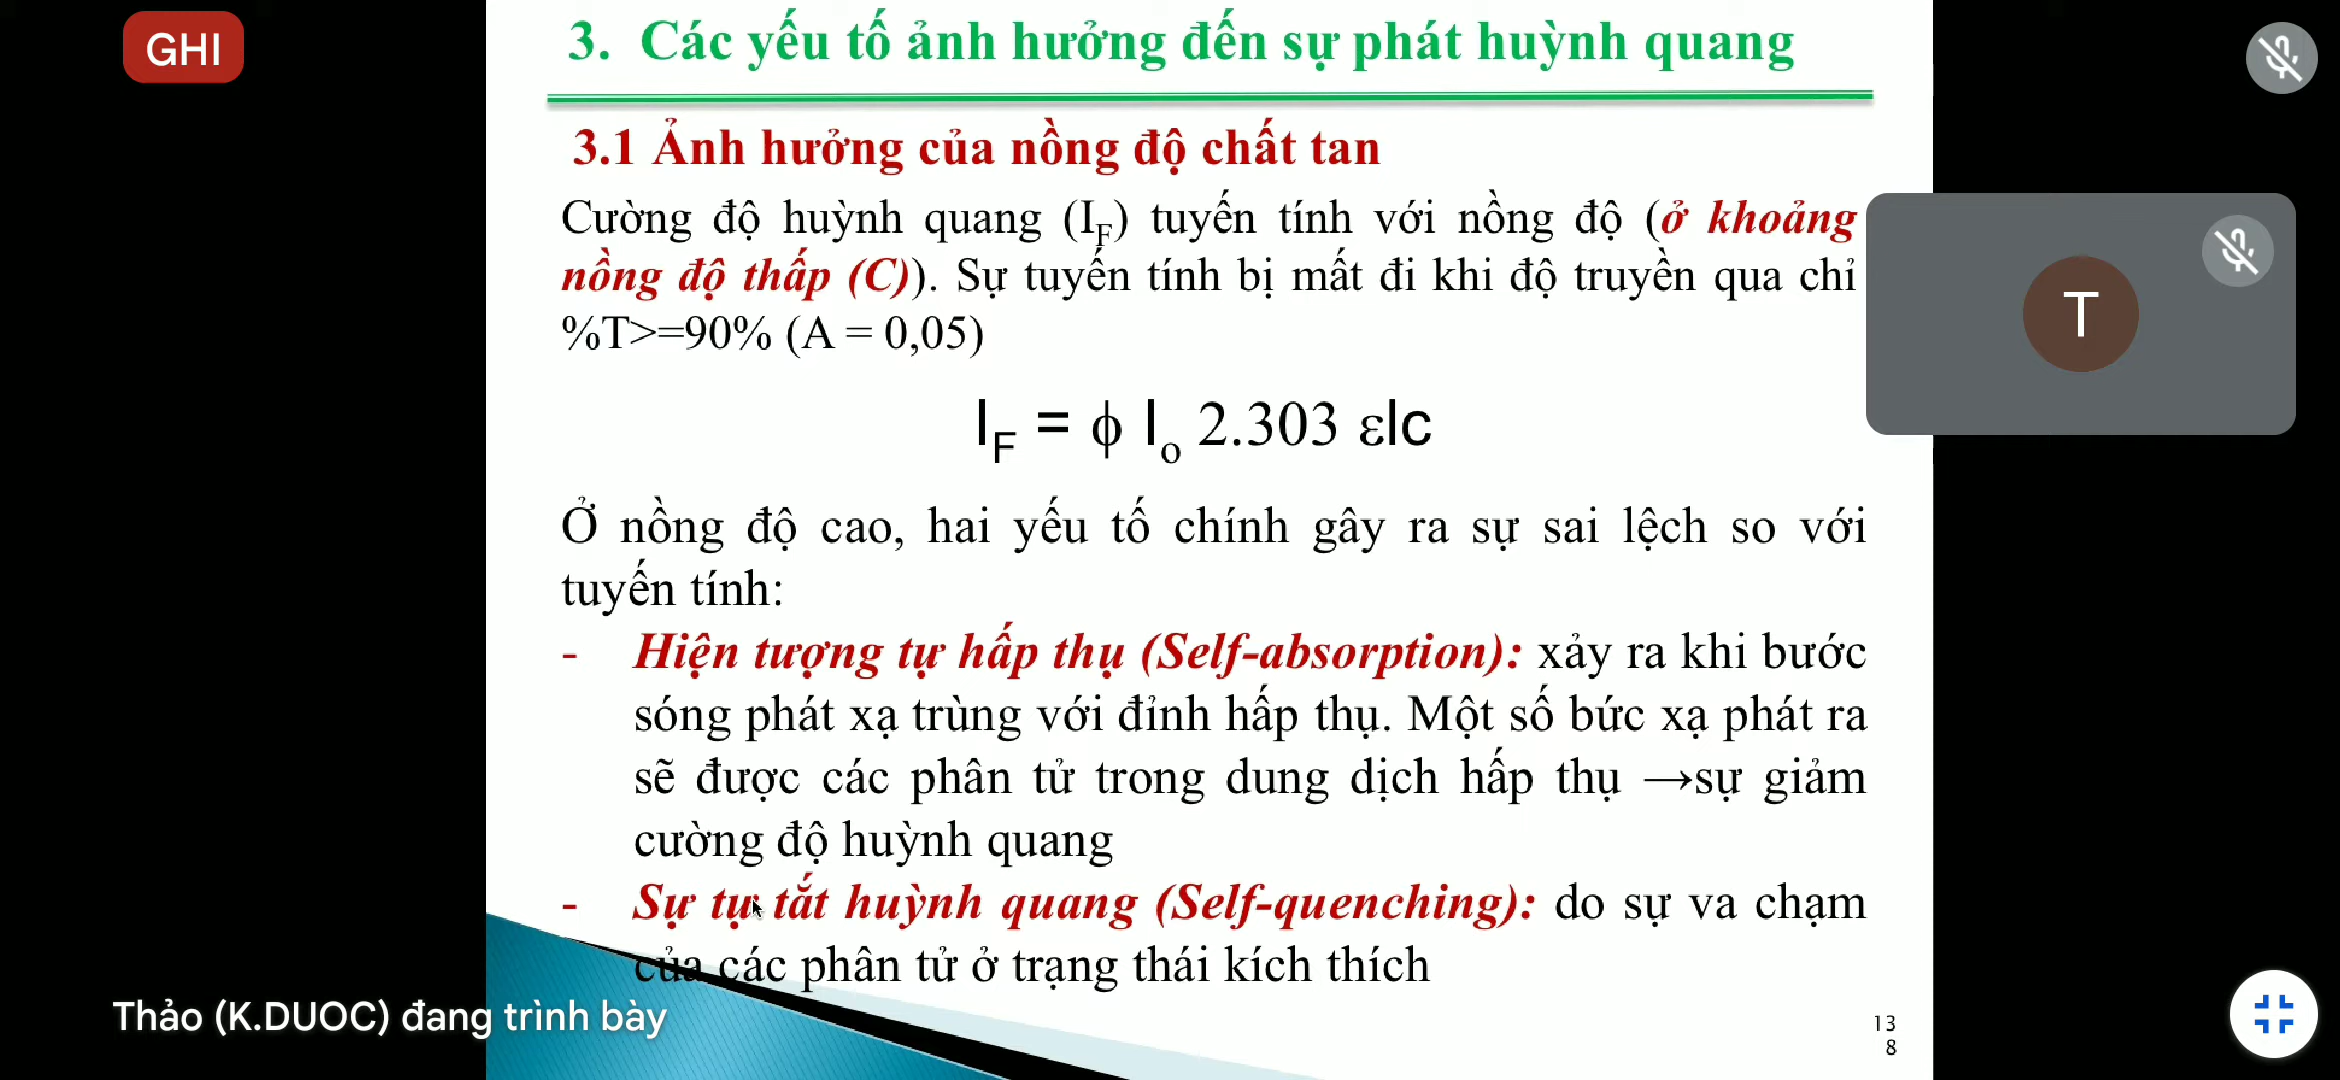 GHI
3. Các yếu tố ảnh hưởng đến sự phát huỳnh quang
3.1 Ảnh hưởng của nồng độ chất tan
Cường độ huỳnh quang (I_F) tuyến tính với nồng độ (ở khoảng
nồng độ thấp (C)). Sự tuyến tính bị mất đi khi độ truyền qua chỉ
%T>=90% (A = 0,05)
T
I_F = ϕ I_o 2.303 εlc
Ở nồng độ cao, hai yếu tố chính gây ra sự sai lệch so với
tuyến tính:
- Hiện tượng tự hấp thụ (Self-absorption): xảy ra khi bước
sóng phát xạ trùng với đỉnh hấp thụ. Một số bức xạ phát ra
sẽ được các phân tử trong dung dịch hấp thụ →sự giảm
cường độ huỳnh quang
- Sự tự tắt huỳnh quang (Self-quenching): do sự va chạm
của các phân tử ở trạng thái kích thích
Thảo (K.DUOC) đang trình bày
13
8